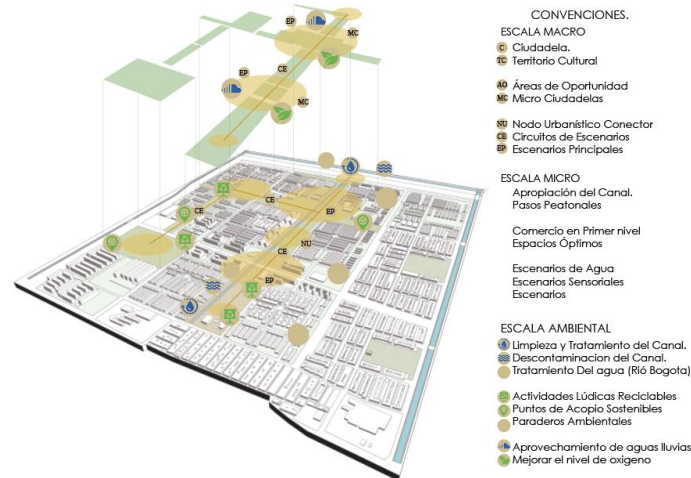 CONVENCIONES.
ESCALA MACRO
C Ciudadela.
TC Territorio Cultural
AO Áreas de Oportunidad
MC Micro Ciudadelas
NU Nodo Urbanístico Conector
CE Circuitos de Escenarios
EP Escenarios Principales
ESCALA MICRO
Apropiación del Canal.
Pasos Peatonales
Comercio en Primer nivel
Espacios Óptimos
Escenarios de Agua
Escenarios Sensoriales
Escenarios
ESCALA AMBIENTAL
Limpieza y Tratamiento del Canal.
Descontaminacion del Canal.
Tratamiento Del agua (Rió Bogota)
Actividades Lúdicas Reciclables
Puntos de Acopio Sostenibles
Paraderos Ambientales
Aprovechamiento de aguas lluvias
Mejorar el nivel de oxigeno
EP
MC
CE
EP
MC
CE
CE
EP
NU
CE
EP